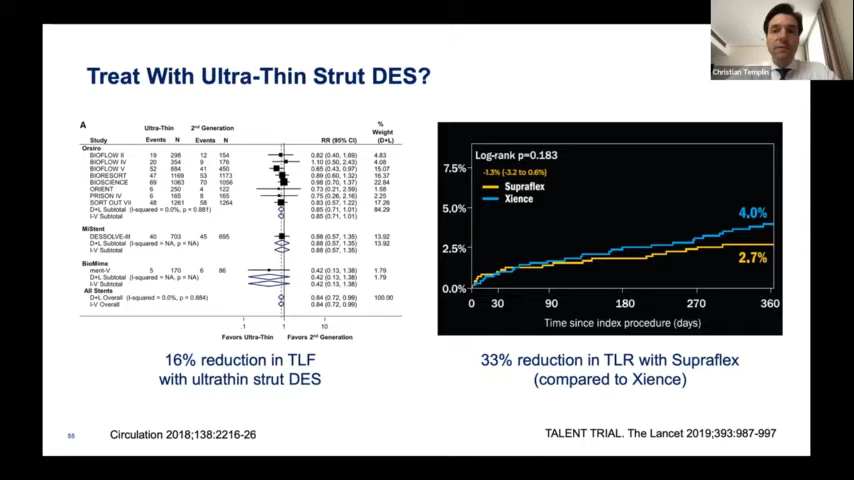 Christian Templin
Treat With Ultra-Thin Strut DES?
A
Ultra-Thin 2nd Generation %
Weight
Study Events N Events N RR (95% CI) (D+L)
Orsiro
BIOFLOW II 19 298 12 154 0.82 (0.40, 1.69) 4.83
BIOFLOW IV 20 354 9 176 1.10 (0.50, 2.43) 4.08
BIOFLOW V 52 884 41 450 0.65 (0.43, 0.97) 15.07
BIORESORT 47 1169 53 1173 0.89 (0.60, 1.32) 16.77
BIOSCIENCE 69 1063 70 1056 0.98 (0.70, 1.37) 22.84
ORIENT 6 250 4 122 0.73 (0.21, 2.59) 1.58
PRISON IV 6 165 8 165 0.75 (0.26, 2.16) 2.25
SORT OUT VII 48 1261 58 1264 0.83 (0.57, 1.22) 17.26
D+L Subtotal (I-squared = 0.0%, p = 0.881) 0.85 (0.71, 1.01) 84.29
I-V Subtotal 0.85 (0.71, 1.01)
MiStent
DESSOLVE-III 40 703 45 695 0.88 (0.57, 1.35) 13.92
D+L Subtotal (I-squared = NA, p = NA) 0.88 (0.57, 1.35) 13.92
I-V Subtotal 0.88 (0.57, 1.35)
BioMime
merit-V 5 170 6 86 0.42 (0.13, 1.38) 1.79
D+L Subtotal (I-squared = NA, p = NA) 0.42 (0.13, 1.38) 1.79
I-V Subtotal 0.42 (0.13, 1.38)
All Stents
D+L Overall (I-squared = 0.0%, p = 0.884) 0.84 (0.72, 0.99) 100.00
I-V Overall 0.84 (0.72, 0.99)
.1 1 10
Favors Ultra-Thin Favors 2nd Generation
16% reduction in TLF
with ultrathin strut DES
Log-rank p=0.183
-1.3% (-3.2 to 0.6%)
Supraflex
Xience
7.5%
5.0%
2.5%
0.0%
4.0%
2.7%
0 30 90 180 270 360
Time since index procedure (days)
33% reduction in TLR with Supraflex
(compared to Xience)
55
Circulation 2018;138:2216-26
TALENT TRIAL. The Lancet 2019;393:987-997